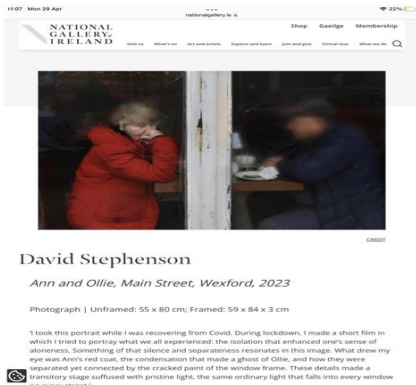 11:07 Mon 29 Apr
22%
nationalgallery.ie
NATIONAL
GALLERY of
IRELAND
Shop Gaeilge Membership
Visit us What's on Art and artists Explore and learn Join and give Virtual tour What we do
CREDIT
David Stephenson
Ann and Ollie, Main Street, Wexford, 2023
Photograph | Unframed: 55 x 80 cm; Framed: 59 x 84 x 3 cm
'I took this portrait while I was recovering from Covid. During lockdown, I made a short film in
which I tried to portray what we all experienced: the isolation that enhanced one's sense of
aloneness. Something of that silence and separateness resonates in this image. What drew my
eye was Ann's red coat, the condensation that made a ghost of Ollie, and how they were
separated yet connected by the cracked paint of the window frame. These details made a
transitory stage suffused with pristine light, the same ordinary light that falls into every window